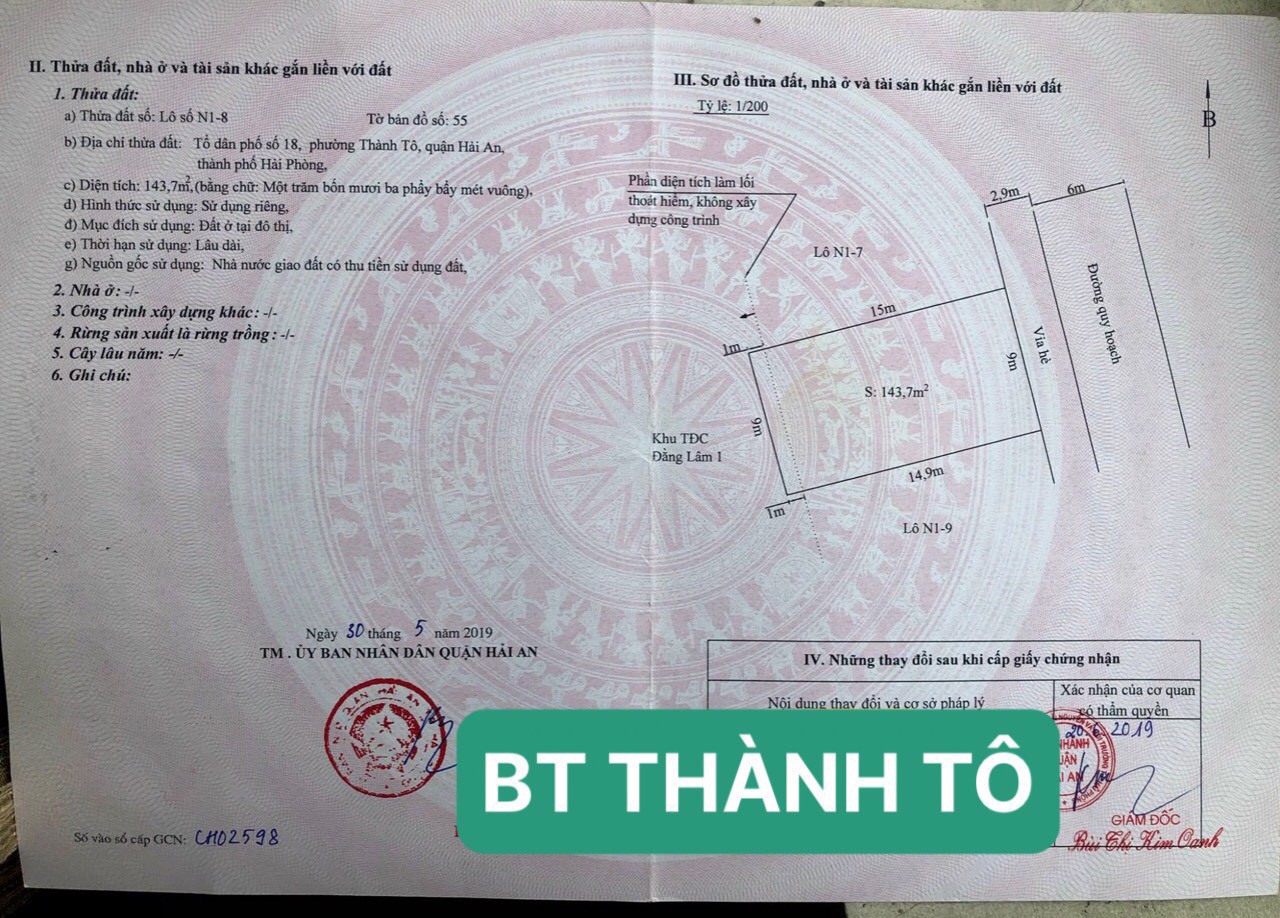 II. Thửa đất, nhà ở và tài sản khác gắn liền với đất
1. Thửa đất:
a) Thửa đất số: Lô số N1-8 Tờ bản đồ số: 55
b) Địa chỉ thửa đất: Tổ dân phố số 18, phường Thành Tô, quận Hải An,
thành phố Hải Phòng,
c) Diện tích: 143,7m², (bằng chữ: Một trăm bốn mươi ba phẩy bẩy mét vuông),
d) Hình thức sử dụng: Sử dụng riêng,
đ) Mục đích sử dụng: Đất ở tại đô thị,
e) Thời hạn sử dụng: Lâu dài,
g) Nguồn gốc sử dụng: Nhà nước giao đất có thu tiền sử dụng đất,
2. Nhà ở: -/-
3. Công trình xây dựng khác: -/-
4. Rừng sản xuất là rừng trồng: -/-
5. Cây lâu năm: -/-
6. Ghi chú:
Ngày 30 tháng 5 năm 2019
TM . ỦY BAN NHÂN DÂN QUẬN HẢI AN
Số vào sổ cấp GCN: CH02598
III. Sơ đồ thửa đất, nhà ở và tài sản khác gắn liền với đất
Tỷ lệ: 1/200
B
Phần diện tích làm lối
thoát hiểm, không xây
dựng công trình
2,9m
6m
Lô N1-7
Đường quy hoạch
15m
Vỉa hè
1m
9m
S: 143,7m²
9m
Khu TĐC
Đằng Lâm 1
14,9m
1m
Lô N1-9
IV. Những thay đổi sau khi cấp giấy chứng nhận
Nội dung thay đổi và cơ sở pháp lý
Xác nhận của cơ quan
có thẩm quyền
2019
BT THÀNH TÔ
GIÁM ĐỐC
Bùi Thị Kim Oanh